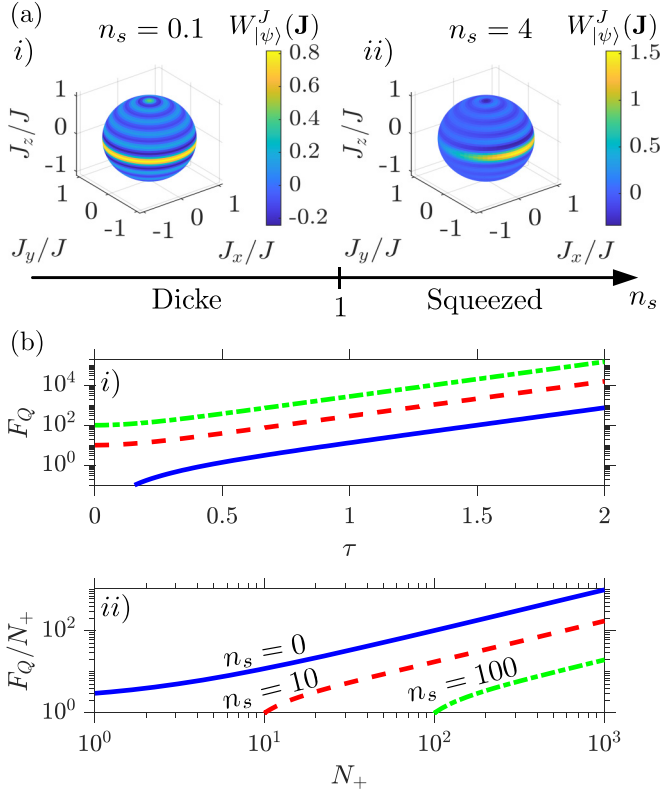 (a)
n_s = 0.1
W^J_{|ψ⟩}(J)
n_s = 4
W^J_{|ψ⟩}(J)
i)
ii)
0.8
0.6
0.4
0.2
0
-0.2
1.5
1
0.5
0
J_z/J
1
0
-1
1
0
-1
-1
0
1
J_y/J
J_x/J
J_z/J
1
0
-1
1
0
-1
-1
0
1
J_y/J
J_x/J
Dicke
1
Squeezed
n_s
(b)
i)
F_Q
10^4
10^2
10^0
0 0.5 1 1.5 2
τ
ii)
F_Q/N_+
10^2
10^0
n_s = 0
n_s = 10
n_s = 100
10^0 10^1 10^2 10^3
N_+